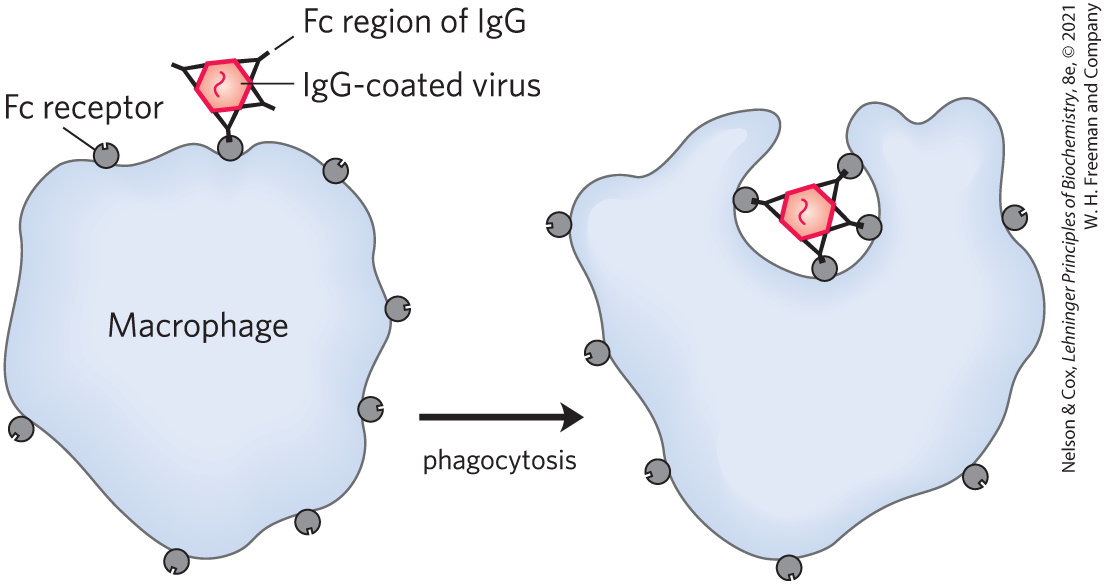 Fc region of IgG
IgG-coated virus
Fc receptor
Macrophage
phagocytosis
Nelson & Cox, Lehninger Principles of Biochemistry, 8e, © 2021
W. H. Freeman and Company